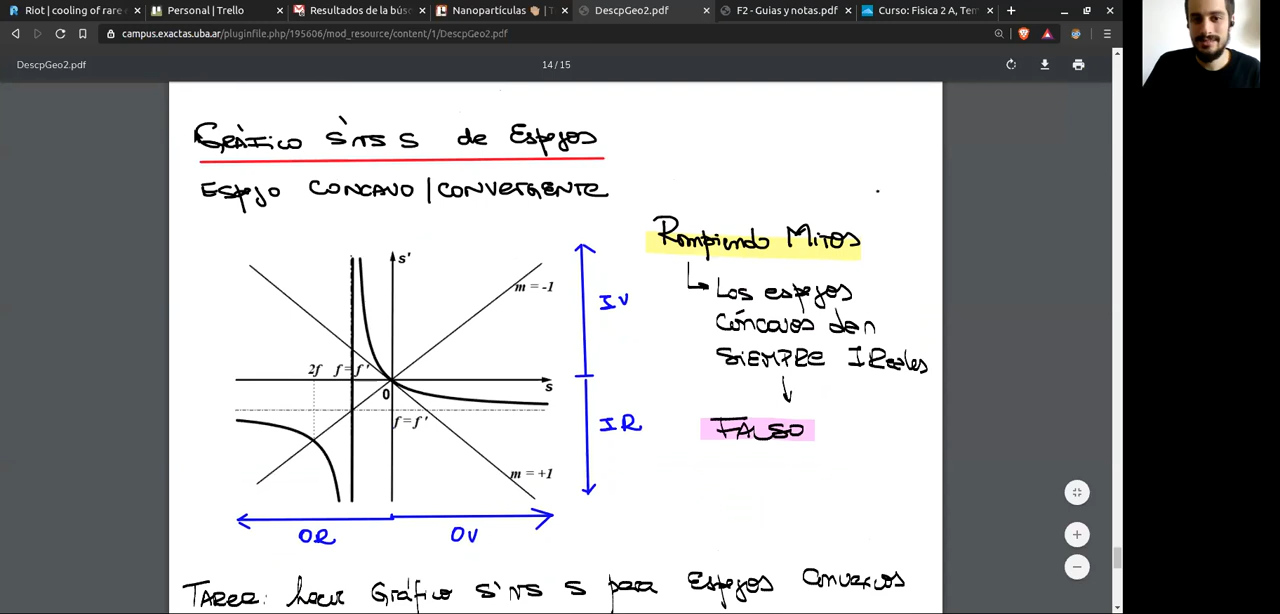 Riot | cooling of rare e
Personal | Trello
Resultados de la búsc
Nanopartículas 👋🏼 | T
DescpGeo2.pdf
F2 - Guias y notas.pdf
Curso: Fisica 2 A, Tem
campus.exactas.uba.ar/pluginfile.php/195606/mod_resource/content/1/DescpGeo2.pdf
DescpGeo2.pdf
14 / 15
GRÁFICO S' vs S de Espejos
ESPEJO CONCAVO | CONVERGENTE
Rompiendo Mitos
Los espejos
cóncavos den
SIEMPRE I Reales
FALSO
s'
m = -1
IV
2f
f = f'
0
s
f = f'
IR
m = +1
OR
OV
TAREA: hacer Gráfico S' vs S para Espejos convexos